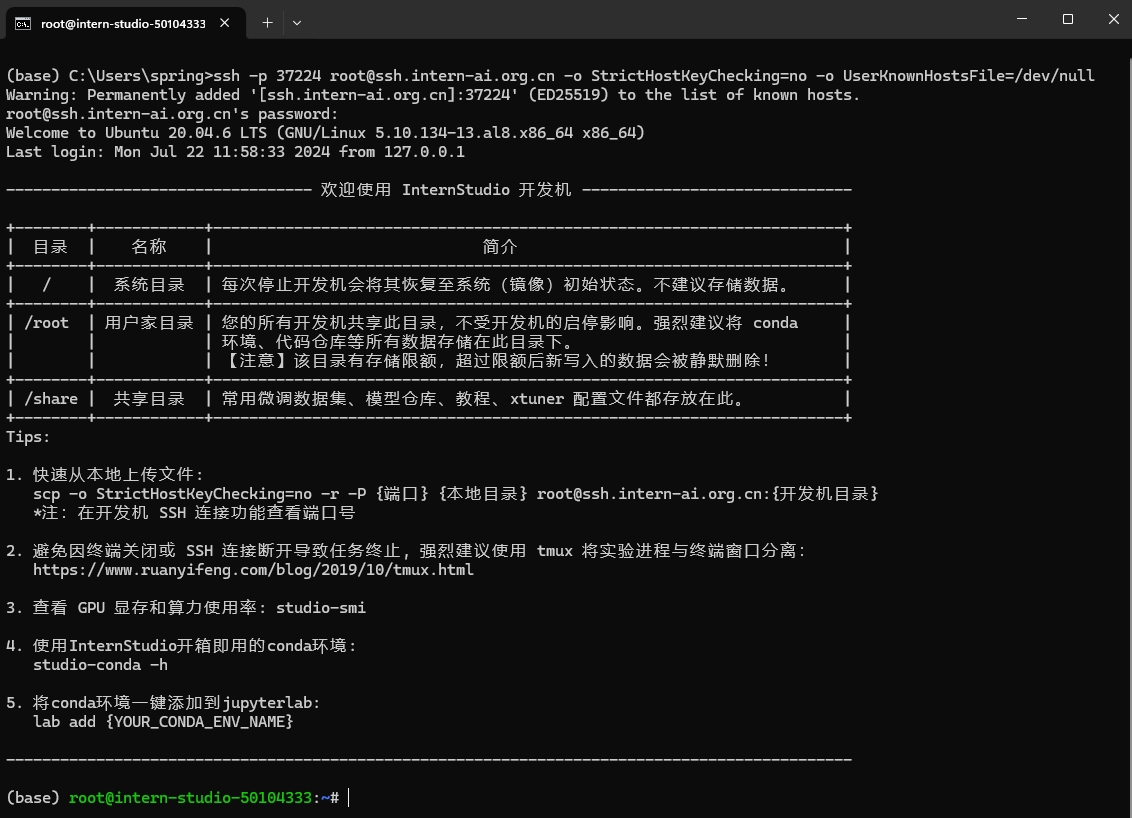 root@intern-studio-50104333
(base) C:\Users\spring>ssh -p 37224 root@ssh.intern-ai.org.cn -o StrictHostKeyChecking=no -o UserKnownHostsFile=/dev/null
Warning: Permanently added '[ssh.intern-ai.org.cn]:37224' (ED25519) to the list of known hosts.
root@ssh.intern-ai.org.cn's password:
Welcome to Ubuntu 20.04.6 LTS (GNU/Linux 5.10.134-13.al8.x86_64 x86_64)
Last login: Mon Jul 22 11:58:33 2024 from 127.0.0.1
---------------------------------- 欢迎使用 InternStudio 开发机 ------------------------------
+--------+------------+----------------------------------------------------------------------+
| 目录 | 名称 | 简介 |
+--------+------------+----------------------------------------------------------------------+
| / | 系统目录 | 每次停止开发机会将其恢复至系统（镜像）初始状态。不建议存储数据。 |
+--------+------------+----------------------------------------------------------------------+
| /root | 用户家目录 | 您的所有开发机共享此目录，不受开发机的启停影响。强烈建议将 conda |
| | | 环境、代码仓库等所有数据存储在此目录下。 |
| | | 【注意】该目录有存储限额，超过限额后新写入的数据会被静默删除！ |
+--------+------------+----------------------------------------------------------------------+
| /share | 共享目录 | 常用微调数据集、模型仓库、教程、xtuner 配置文件都存放在此。 |
+--------+------------+----------------------------------------------------------------------+
Tips:
1. 快速从本地上传文件：
scp -o StrictHostKeyChecking=no -r -P {端口} {本地目录} root@ssh.intern-ai.org.cn:{开发机目录}
*注：在开发机 SSH 连接功能查看端口号
2. 避免因终端关闭或 SSH 连接断开导致任务终止，强烈建议使用 tmux 将实验进程与终端窗口分离：
https://www.ruanyifeng.com/blog/2019/10/tmux.html
3. 查看 GPU 显存和算力使用率：studio-smi
4. 使用InternStudio开箱即用的conda环境：
studio-conda -h
5. 将conda环境一键添加到jupyterlab:
lab add {YOUR_CONDA_ENV_NAME}
----------------------------------------------------------------------------------------------
(base) root@intern-studio-50104333:~#